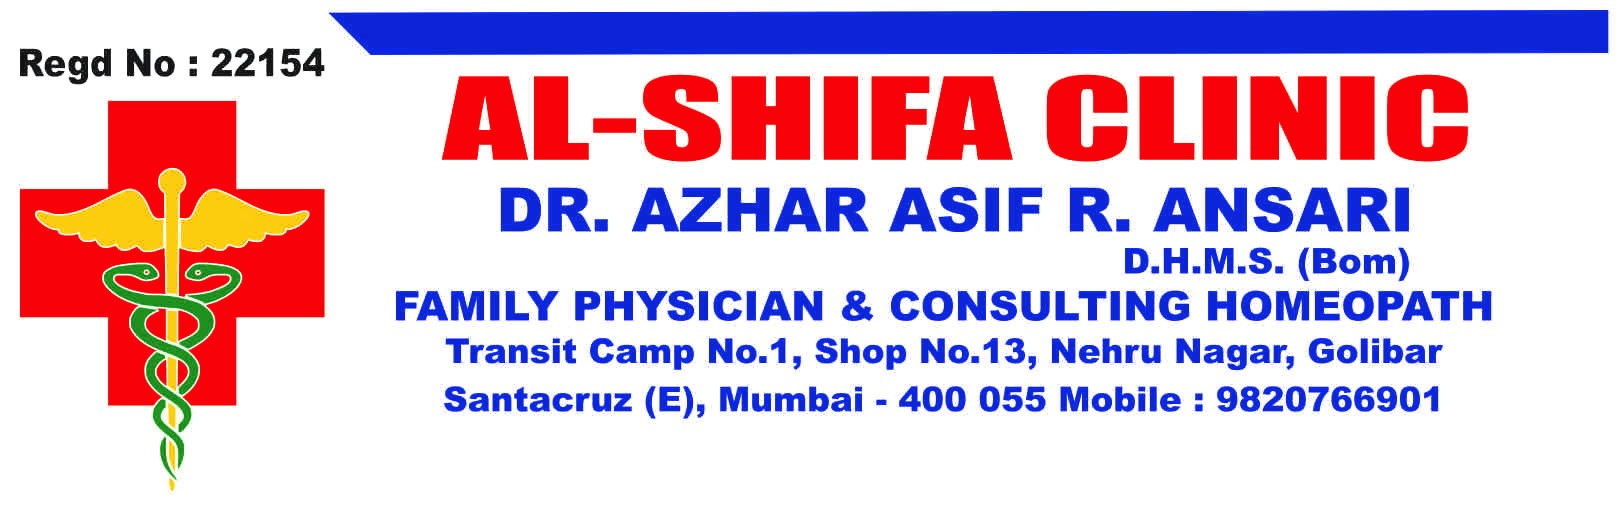 Regd No : 22154
AL-SHIFA CLINIC
DR. AZHAR ASIF R. ANSARI
D.H.M.S. (Bom)
FAMILY PHYSICIAN & CONSULTING HOMEOPATH
Transit Camp No.1, Shop No.13, Nehru Nagar, Golibar
Santacruz (E), Mumbai - 400 055 Mobile : 9820766901